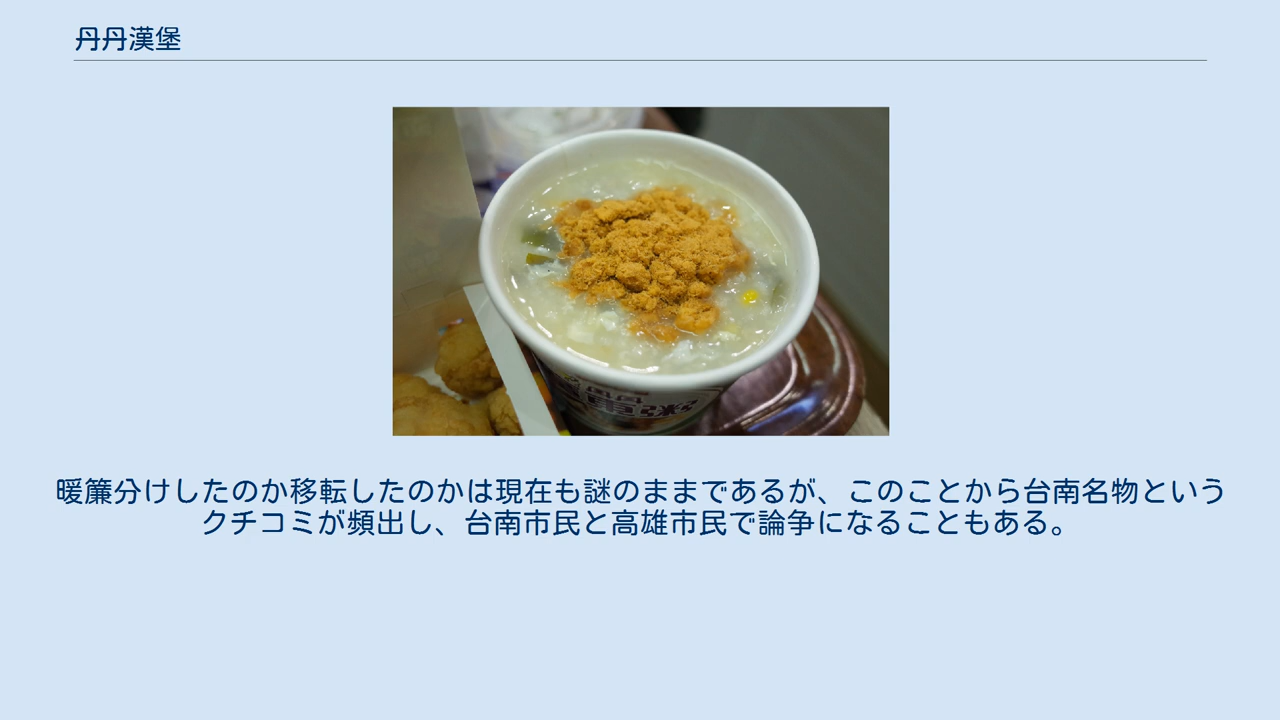 丹丹漢堡
暖簾分けしたのか移転したのかは現在も謎のままであるが、このことから台南名物という
クチコミが頻出し、台南市民と高雄市民で論争になることもある。